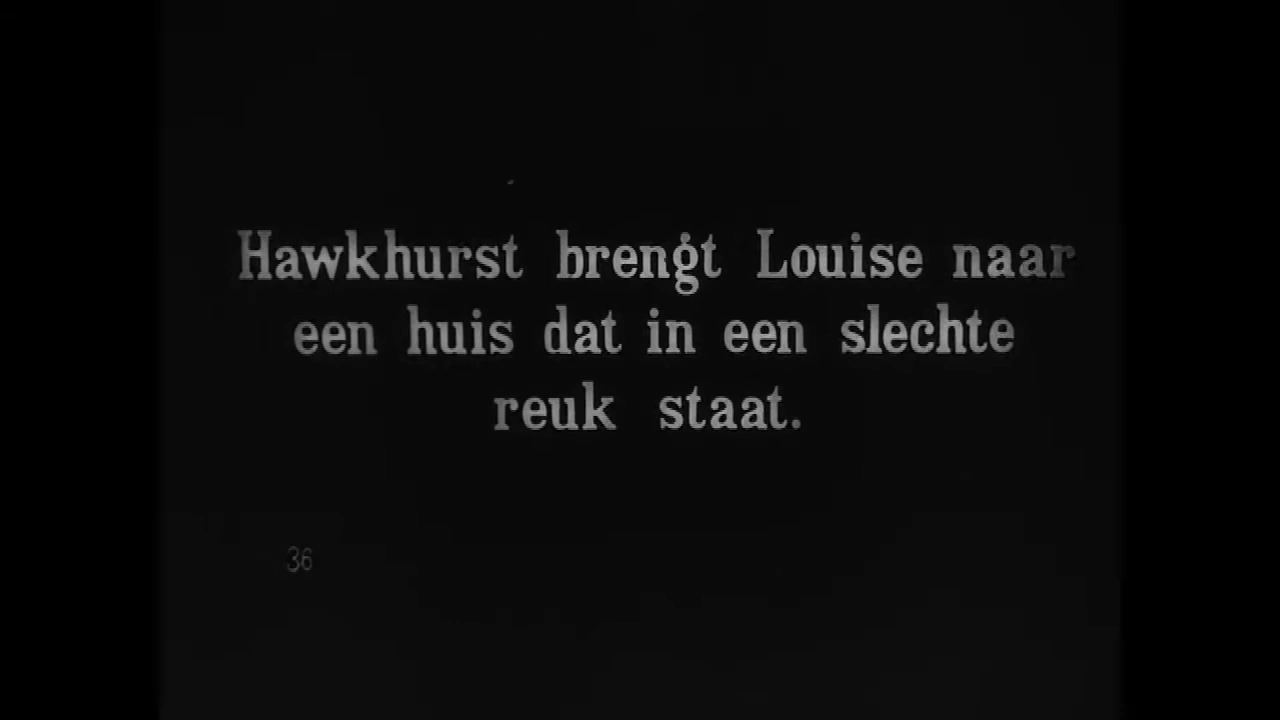 Hawkhurst brengt Louise naar
een huis dat in een slechte
reuk staat.
36